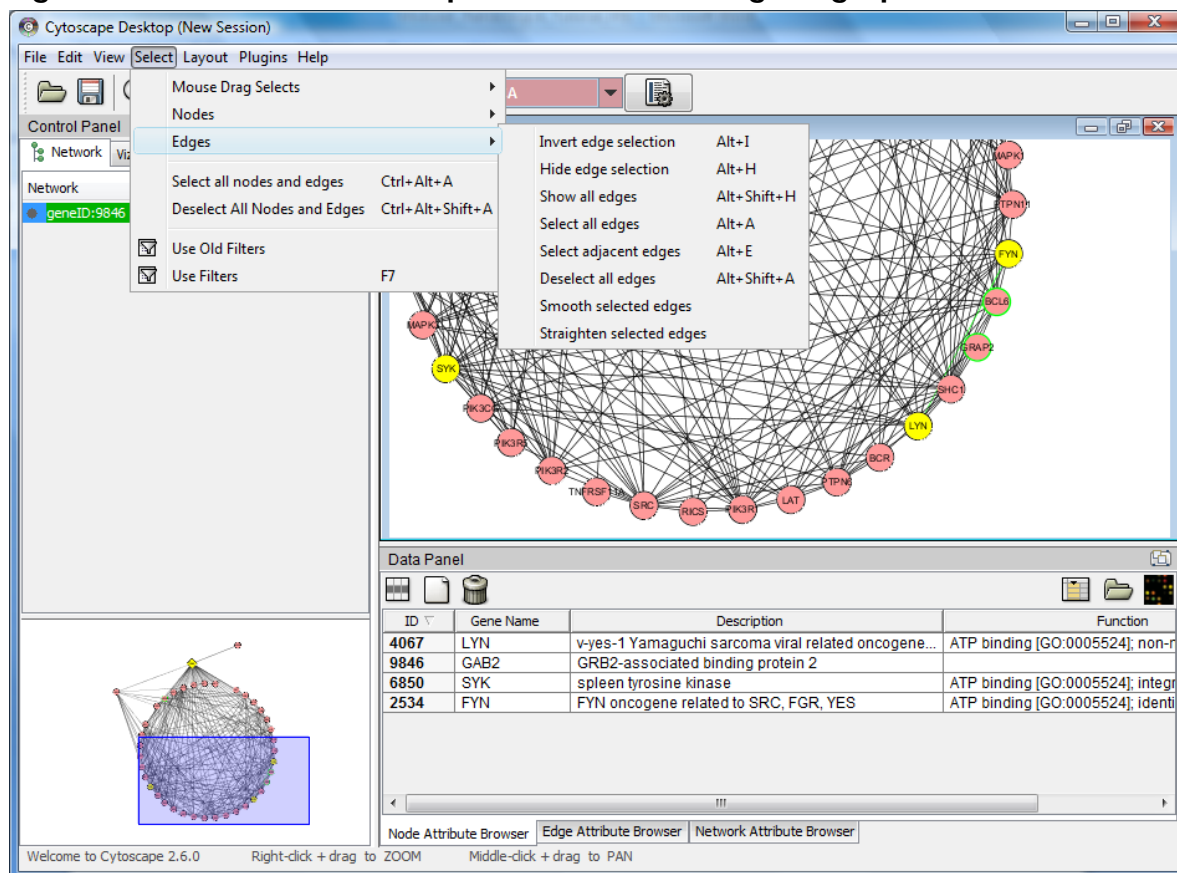 Cytoscape Desktop (New Session)
File Edit View Select Layout Plugins Help
Mouse Drag Selects
Nodes
Edges
Select all nodes and edges Ctrl+Alt+A
Deselect All Nodes and Edges Ctrl+Alt+Shift+A
Use Old Filters
Use Filters F7
Invert edge selection Alt+I
Hide edge selection Alt+H
Show all edges Alt+Shift+H
Select all edges Alt+A
Select adjacent edges Alt+E
Deselect all edges Alt+Shift+A
Smooth selected edges
Straighten selected edges
A
Control Panel
Network
Network
geneID:9846
MAPK
FYN
BCL6
GRAP2
MAPK
SYK
SHC1
LYN
BCR
TNFRSF11A
SRC
RICS
LAT
PIK3R2
Data Panel
ID Gene Name Description Function
4067 LYN v-yes-1 Yamaguchi sarcoma viral related oncogene... ATP binding [GO:0005524]; non-r
9846 GAB2 GRB2-associated binding protein 2
6850 SYK spleen tyrosine kinase ATP binding [GO:0005524]; integr
2534 FYN FYN oncogene related to SRC, FGR, YES ATP binding [GO:0005524]; identi
Node Attribute Browser Edge Attribute Browser Network Attribute Browser
Welcome to Cytoscape 2.6.0 Right-click + drag to ZOOM Middle-click + drag to PAN